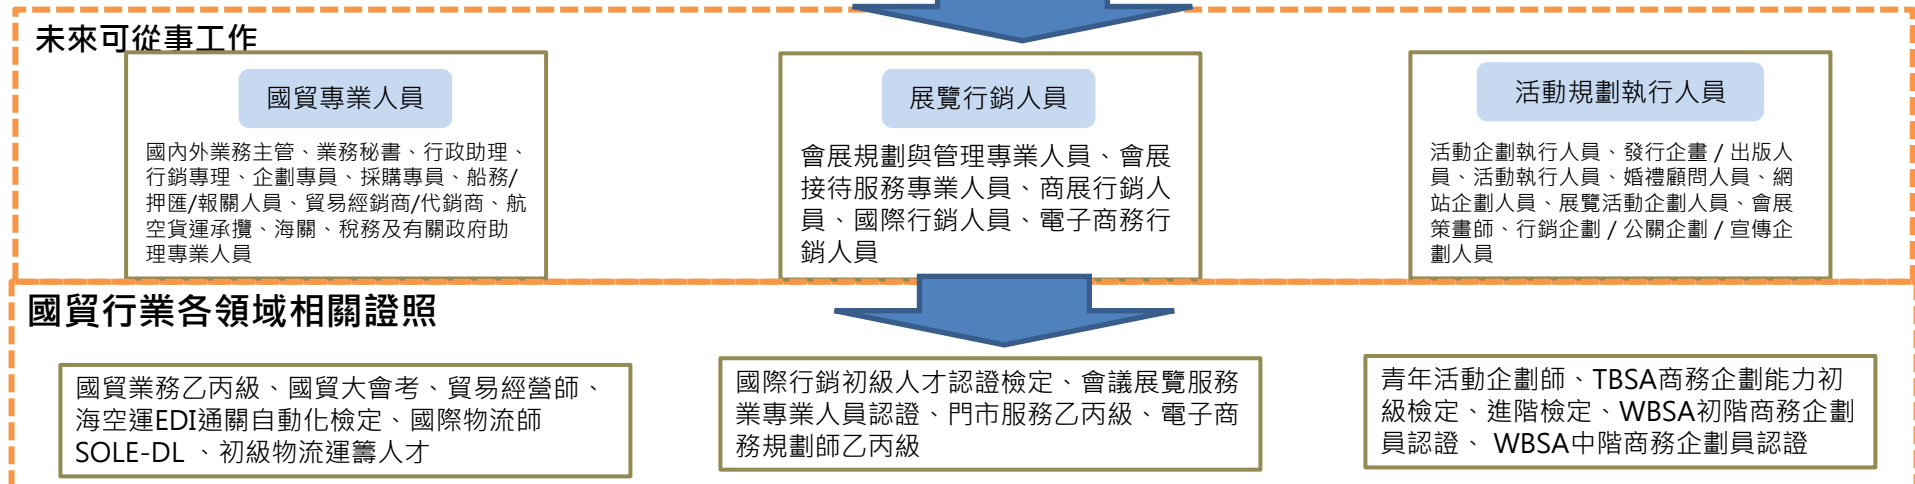 未來可從事工作
國貿專業人員
國內外業務主管、業務秘書、行政助理、
行銷專理、企劃專員、採購專員、船務/
押匯/報關人員、貿易經銷商/代銷商、航
空貨運承攬、海關、稅務及有關政府助
理專業人員
展覽行銷人員
會展規劃與管理專業人員、會展
接待服務專業人員、商展行銷人
員、國際行銷人員、電子商務行
銷人員
活動規劃執行人員
活動企劃執行人員、發行企畫 / 出版人
員、活動執行人員、婚禮顧問人員、網
站企劃人員、展覽活動企劃人員、會展
策畫師、行銷企劃 / 公關企劃 / 宣傳企
劃人員
國貿行業各領域相關證照
國貿業務乙丙級、國貿大會考、貿易經營師、
海空運EDI通關自動化檢定、國際物流師
SOLE-DL 、初級物流運籌人才
國際行銷初級人才認證檢定、會議展覽服務
業專業人員認證、門市服務乙丙級、電子商
務規劃師乙丙級
青年活動企劃師、TBSA商務企劃能力初
級檢定、進階檢定、WBSA初階商務企劃
員認證、 WBSA中階商務企劃員認證